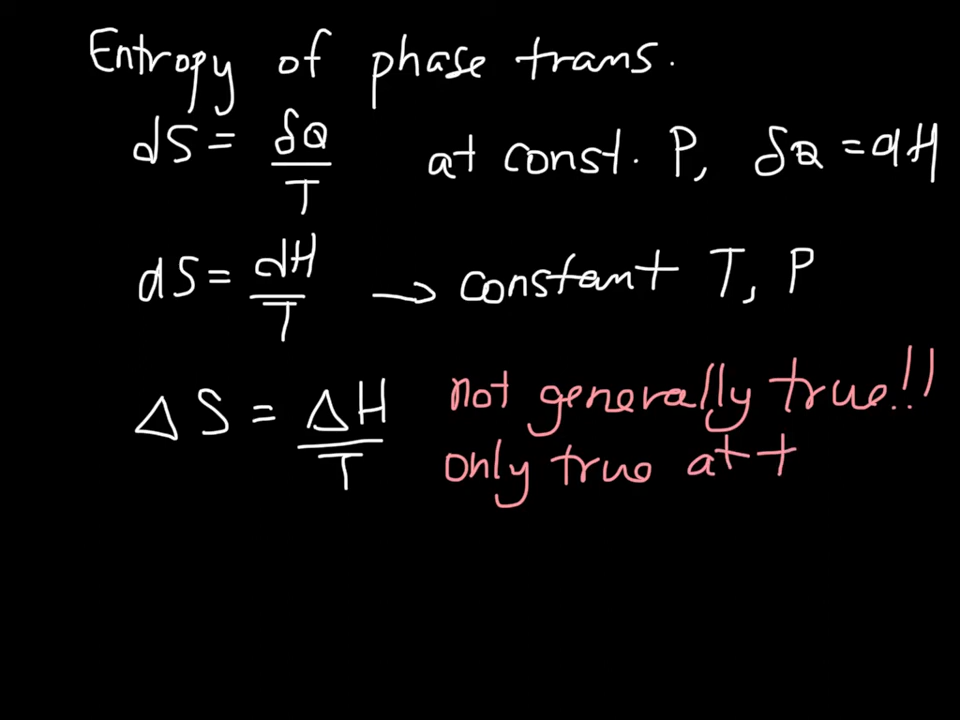 Entropy of phase trans.
dS = δQ/T at const. P, δQ = dH
dS = dH/T → constant T, P
ΔS = ΔH/T not generally true!!
only true at t